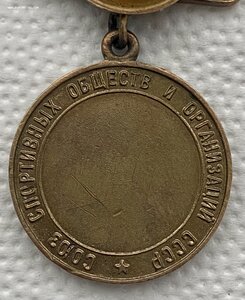 СОЮЗ СПОРТИВНЫХ ОБЩЕСТВ И ОРГАНИЗАЦИЙ СССР